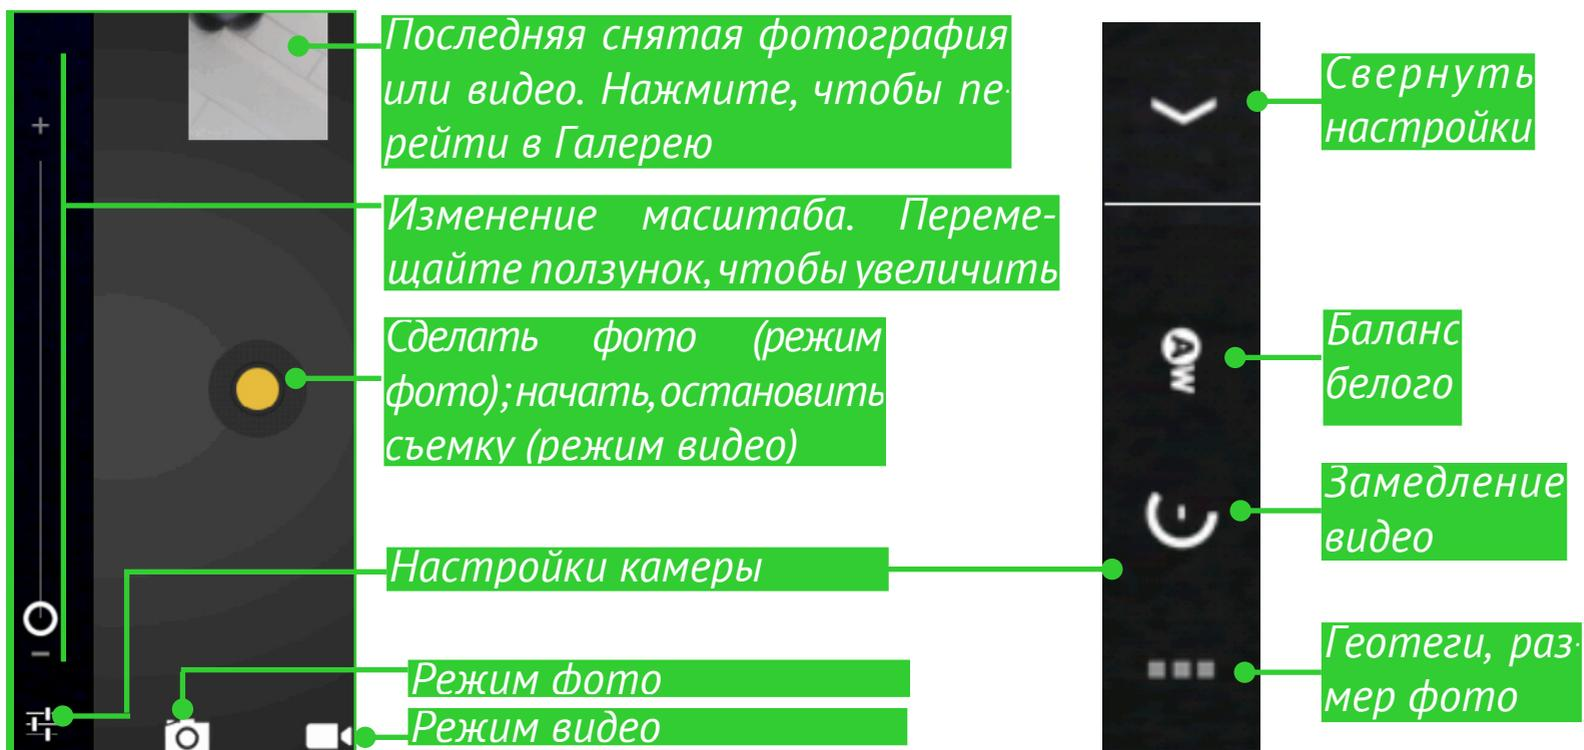 Последняя снятая фотография
или видео. Нажмите, чтобы пе-
рейти в Галерею
Изменение масштаба. Переме-
щайте ползунок, чтобы увеличить
Сделать фото (режим
фото); начать, остановить
съемку (режим видео)
Настройки камеры
Режим фото
Режим видео
Свернуть
настройки
AW
Баланс
белого
Замедление
видео
Геотеги, раз-
мер фото